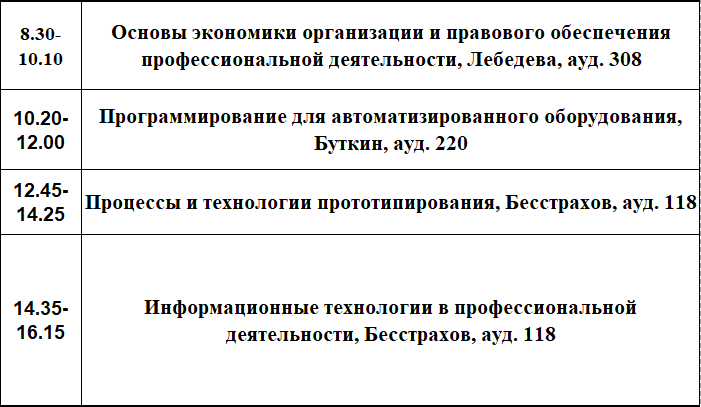 8.30-
10.10
Основы экономики организации и правового обеспечения
профессиональной деятельности, Лебедева, ауд. 308
10.20-
12.00
Программирование для автоматизированного оборудования,
Буткин, ауд. 220
12.45-
14.25
Процессы и технологии прототипирования, Бесстрахов, ауд. 118
14.35-
16.15
Информационные технологии в профессиональной
деятельности, Бесстрахов, ауд. 118